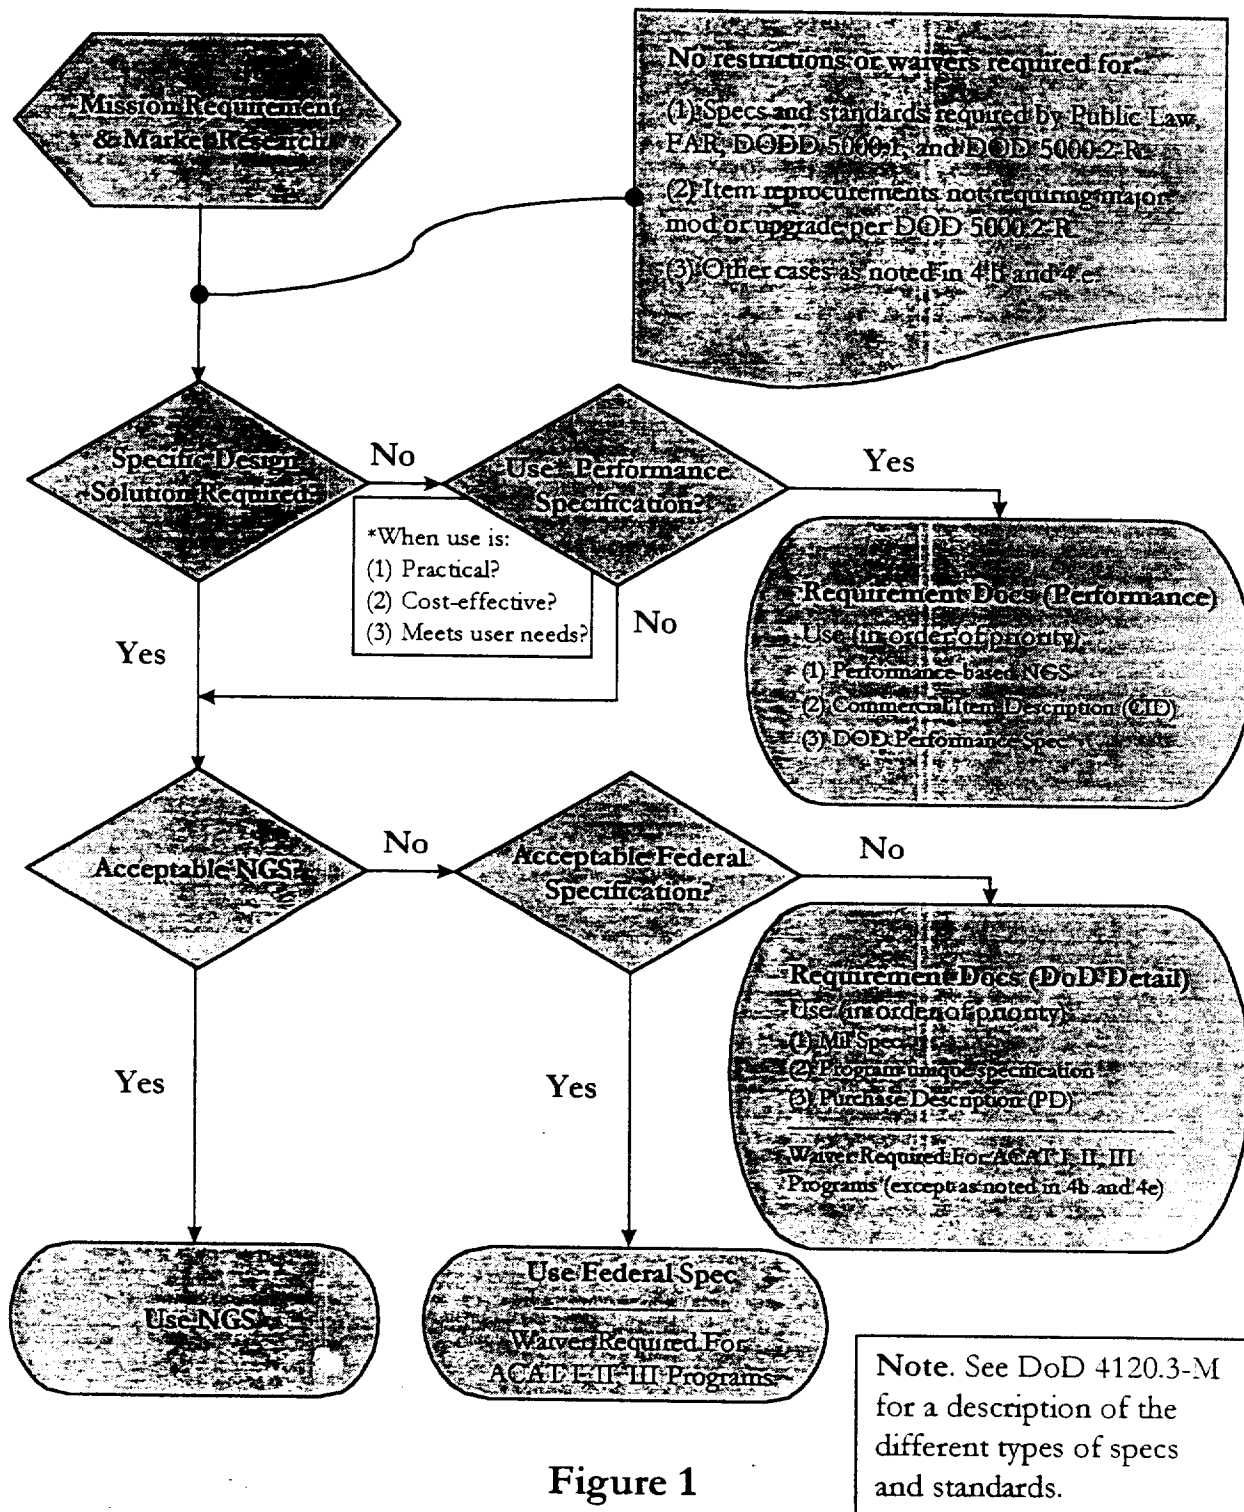 Mission Requirement
& Market Research
No restrictions or waivers required for:
(1) Specs and standards required by Public Law,
FAR, DODD 5000.1, and DOD 5000.2-R
(2) Item reprocurements not requiring major
mod or upgrade per DOD 5000.2-R
(3) Other cases as noted in 4b and 4e
Specific Design
Solution Required?
No
Use Performance
Specification?
Yes
*When use is:
(1) Practical?
(2) Cost-effective?
(3) Meets user needs?
No
Yes
Requirement Docs (Performance)
Use (in order of priority)
(1) Performance-based NGS
(2) Commercial Item Description (CID)
(3) DOD Performance Spec
Acceptable NGS?
No
Acceptable Federal
Specification?
No
Requirement Docs (DoD Detail)
Use (in order of priority)
(1) Mil Spec
(2) Program-unique specification
(3) Purchase Description (PD)
Waiver Required For ACAT I, II, III
Programs (except as noted in 4b and 4e)
Yes
Yes
Use NGS
Use Federal Spec
Waiver Required For
ACAT I, II, III Programs
Note. See DoD 4120.3-M
for a description of the
different types of specs
and standards.
Figure 1